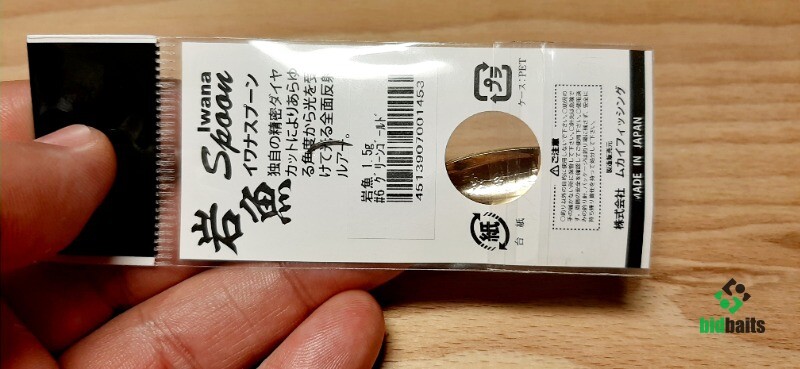 岩魚
Iwana
Spoon
イワナスプーン
独自の精密ダイヤ
カットによりあらゆ
る角度から光を受
けて 全面反射
ルアー。
岩魚 1.5g
#6 グリーンゴールド
4513907001453
プラ
ケース:PET
紙
台 紙
⚠ご注意
製造販売元
株式会社 ムカイフィッシング
MADE IN JAPAN
bidbaits